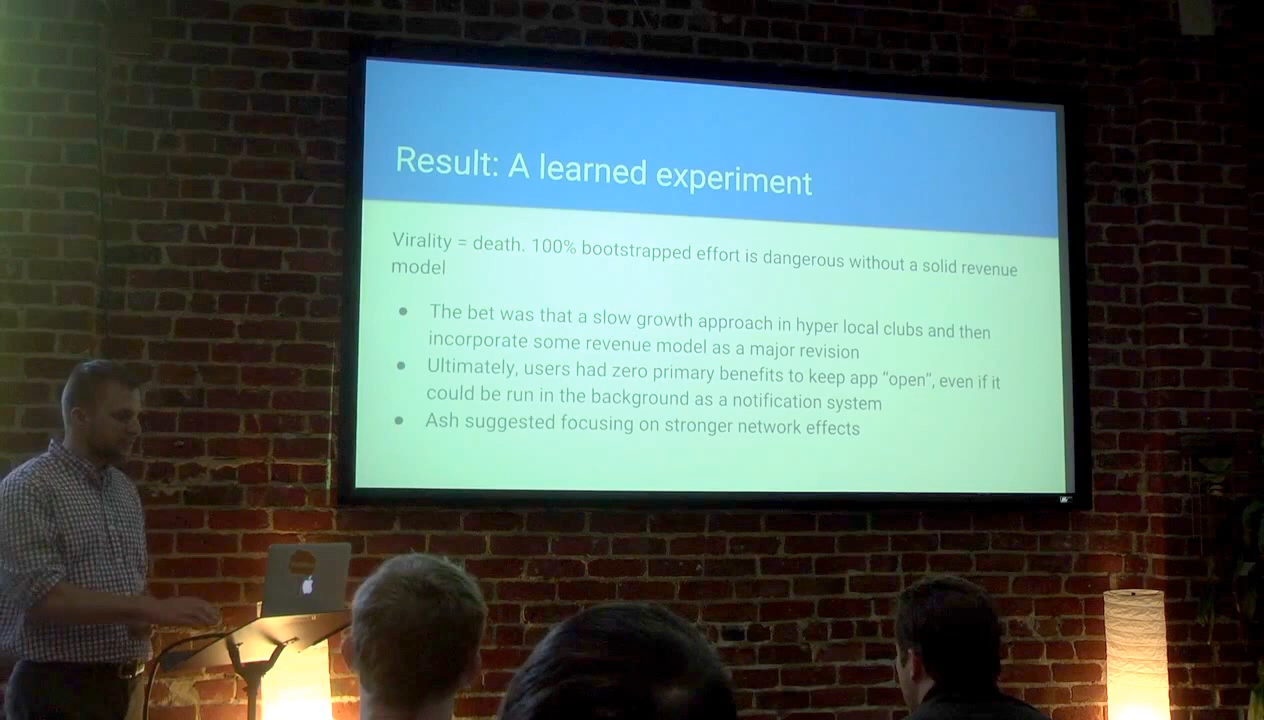 Result: A learned experiment
Virality = death. 100% bootstrapped effort is dangerous without a solid revenue
model
● The bet was that a slow growth approach in hyper local clubs and then
incorporate some revenue model as a major revision
● Ultimately, users had zero primary benefits to keep app “open”, even if it
could be run in the background as a notification system
● Ash suggested focusing on stronger network effects